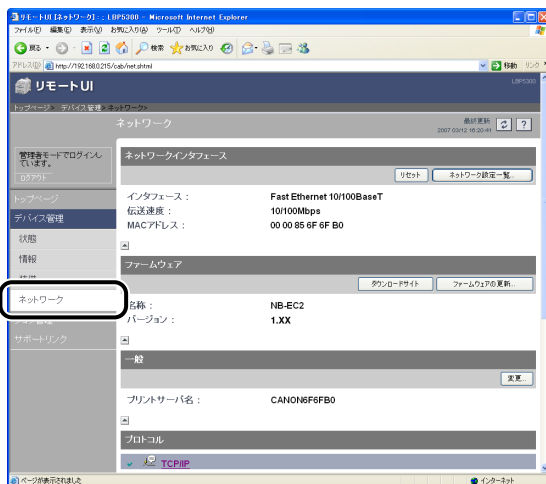 リモートUI [ネットワーク] : ; LBP5300 - Microsoft Internet Explorer
ファイル(F) 編集(E) 表示(V) お気に入り(A) ツール(T) ヘルプ(H)
戻る 検索 お気に入り
アドレス(D) http://192.168.0.215/cab/net.shtml 移動 リンク
リモートUI LBP5300
トップページ> デバイス管理> ネットワーク>
ネットワーク
最終更新
2007 03/12 16:20:41
管理者モードでログインしています。
ログアウト
トップページ
デバイス管理
状態
情報
ネットワーク
サポートリンク
ネットワークインタフェース
リセット ネットワーク設定一覧...
インタフェース : Fast Ethernet 10/100BaseT
伝送速度 : 10/100Mbps
MACアドレス : 00 00 85 6F 6F B0
ファームウェア
ダウンロードサイト ファームウェアの更新...
名称 : NB-EC2
バージョン : 1.XX
一般
変更...
プリントサーバ名 : CANON6F6FB0
プロトコル
TCP/IP
ページが表示されました インターネット